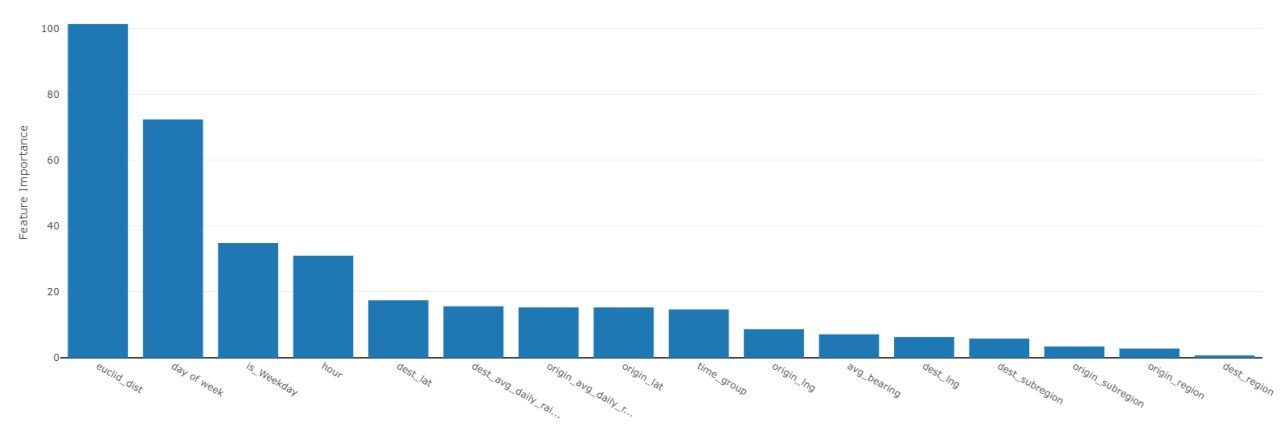 Feature Importance
100
80
60
40
20
0
euclid_dist
day of week
is_Weekday
hour
dest_lat
dest_avg_daily_rai...
origin_avg_daily_r...
origin_lat
time_group
origin_lng
avg_bearing
dest_lng
dest_subregion
origin_subregion
origin_region
dest_region